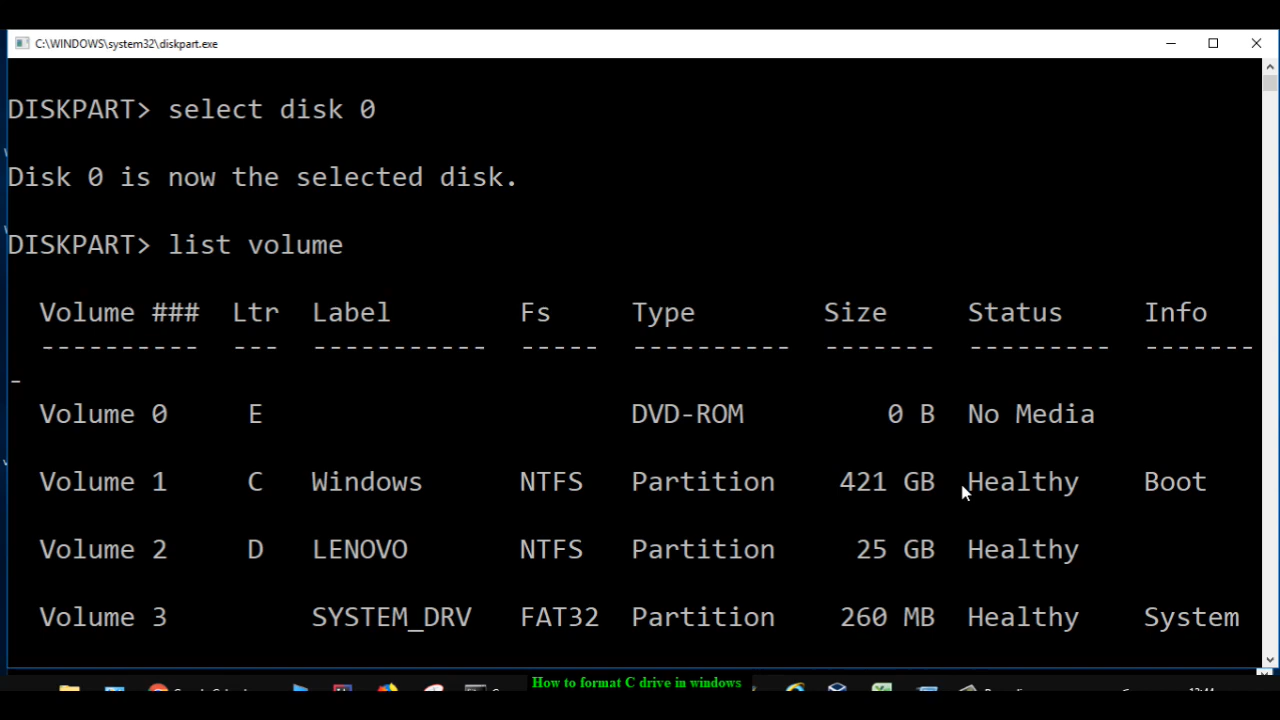 C:\WINDOWS\system32\diskpart.exe
DISKPART> select disk 0
Disk 0 is now the selected disk.
DISKPART> list volume
Volume ### Ltr Label Fs Type Size Status Info
---------- --- ----------- ----- ---------- ------- --------- -------
-
Volume 0 E DVD-ROM 0 B No Media
Volume 1 C Windows NTFS Partition 421 GB Healthy Boot
Volume 2 D LENOVO NTFS Partition 25 GB Healthy
Volume 3 SYSTEM_DRV FAT32 Partition 260 MB Healthy System
How to format C drive in windows